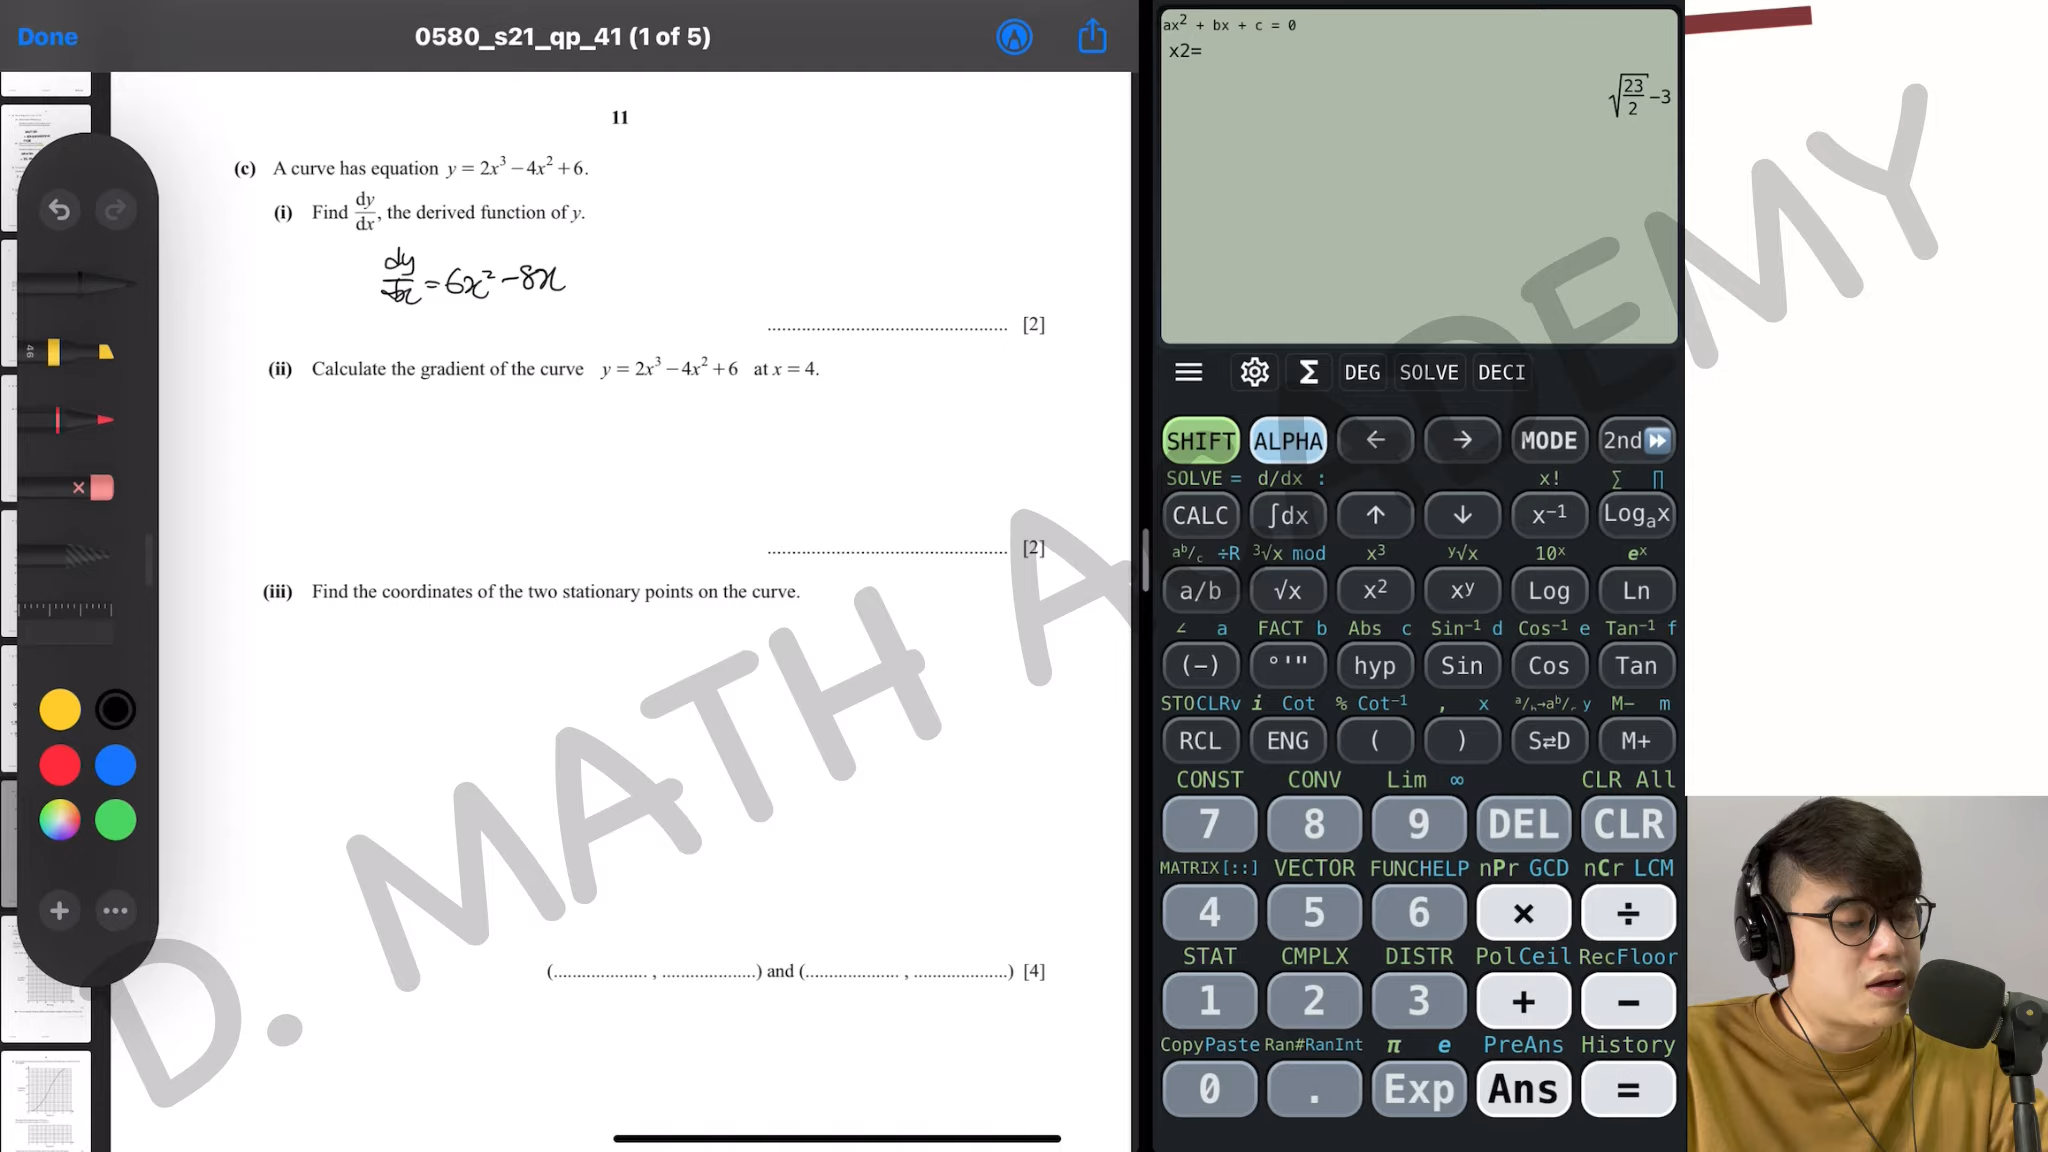 Done
0580_s21_qp_41 (1 of 5)
11
(c) A curve has equation y = 2x³ − 4x² + 6.
(i) Find dy/dx, the derived function of y.
dy/dx = 6x² − 8x
[2]
(ii) Calculate the gradient of the curve y = 2x³ − 4x² + 6 at x = 4.
[2]
(iii) Find the coordinates of the two stationary points on the curve.
(.................... , ....................) and (.................... , ....................) [4]
D. MATH ACADEMY
46
ax² + bx + c = 0
x2=
√(23/2) −3
DEG SOLVE DECI
SHIFT ALPHA ← → MODE 2nd
SOLVE = d/dx : x! ∑ ∏
CALC ∫dx ↑ ↓ x⁻¹ Logₐx
aᵇ/c ÷R ³√x mod x³ ʸ√x 10ˣ eˣ
a/b √x x² xʸ Log Ln
∠ a FACT b Abs c Sin⁻¹ d Cos⁻¹ e Tan⁻¹ f
(−) °'" hyp Sin Cos Tan
STO CLRv i Cot % Cot⁻¹ , x y M− m
RCL ENG ( ) S⇄D M+
CONST CONV Lim ∞ CLR All
7 8 9 DEL CLR
MATRIX[::] VECTOR FUNC HELP nPr GCD nCr LCM
4 5 6 × ÷
STAT CMPLX DISTR Pol Ceil Rec Floor
1 2 3 + −
Copy Paste Ran# RanInt π e PreAns History
0 . Exp Ans =